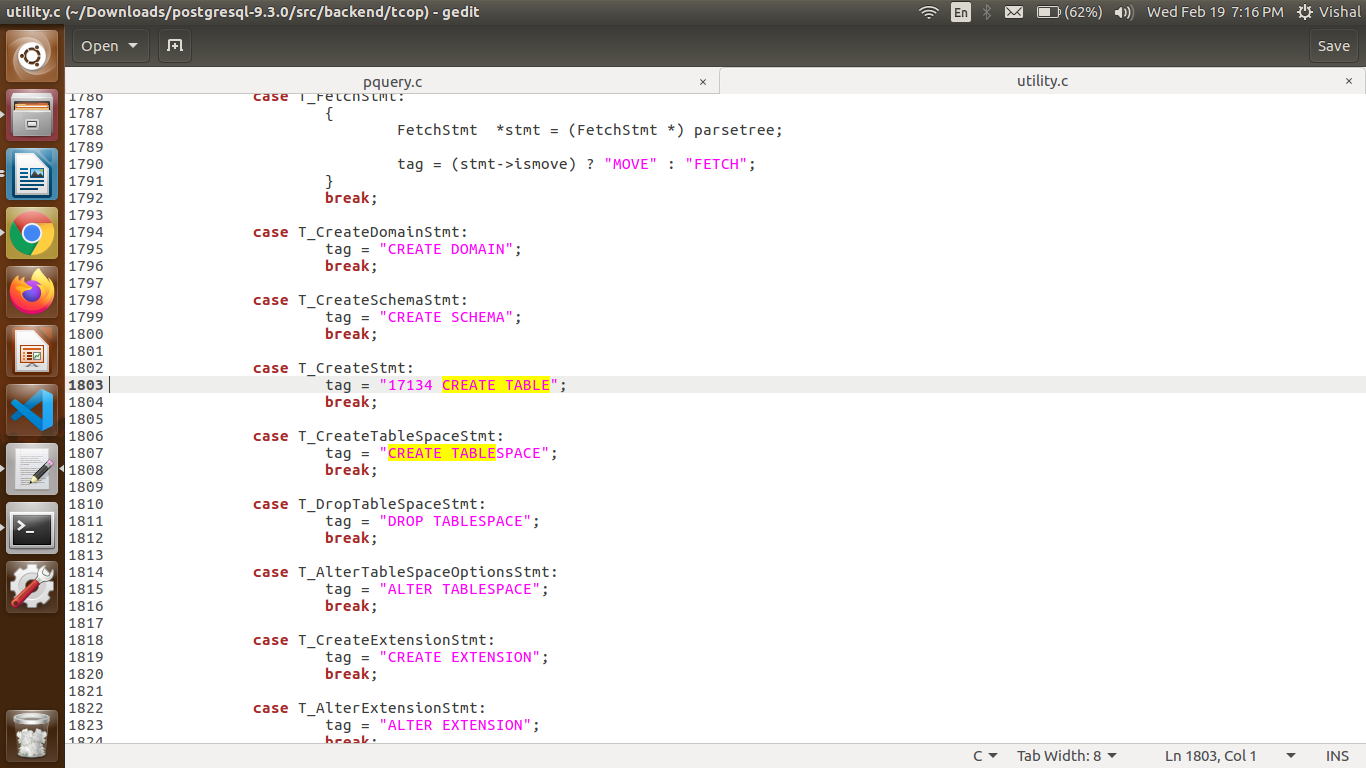 utility.c (~/Downloads/postgresql-9.3.0/src/backend/tcop) - gedit En (62%) Wed Feb 19 7:16 PM Vishal
Open Save
pquery.c × utility.c ×
1786 case T_FetchStmt:
1787 {
1788 FetchStmt *stmt = (FetchStmt *) parsetree;
1789
1790 tag = (stmt->ismove) ? "MOVE" : "FETCH";
1791 }
1792 break;
1793
1794 case T_CreateDomainStmt:
1795 tag = "CREATE DOMAIN";
1796 break;
1797
1798 case T_CreateSchemaStmt:
1799 tag = "CREATE SCHEMA";
1800 break;
1801
1802 case T_CreateStmt:
1803 tag = "17134 CREATE TABLE";
1804 break;
1805
1806 case T_CreateTableSpaceStmt:
1807 tag = "CREATE TABLESPACE";
1808 break;
1809
1810 case T_DropTableSpaceStmt:
1811 tag = "DROP TABLESPACE";
1812 break;
1813
1814 case T_AlterTableSpaceOptionsStmt:
1815 tag = "ALTER TABLESPACE";
1816 break;
1817
1818 case T_CreateExtensionStmt:
1819 tag = "CREATE EXTENSION";
1820 break;
1821
1822 case T_AlterExtensionStmt:
1823 tag = "ALTER EXTENSION";
1824 break;
C Tab Width: 8 Ln 1803, Col 1 INS